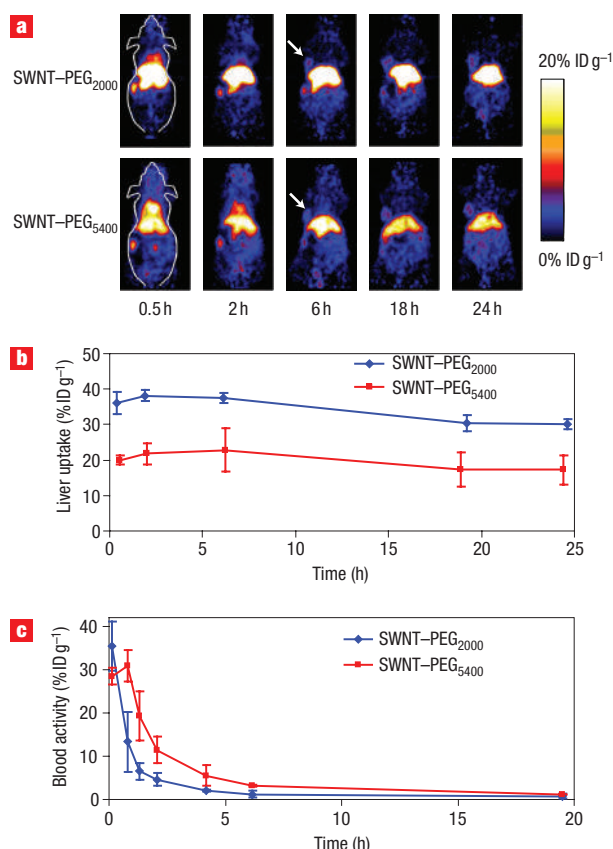 a
SWNT–PEG2000
SWNT–PEG5400
0.5 h 2 h 6 h 18 h 24 h
20% ID g–1
0% ID g–1
b
SWNT–PEG2000
SWNT–PEG5400
Liver uptake (%ID g–1)
50
40
30
20
10
0
0 5 10 15 20 25
Time (h)
c
SWNT–PEG2000
SWNT–PEG5400
Blood activity (%ID g–1)
40
30
20
10
0
0 5 10 15 20
Time (h)